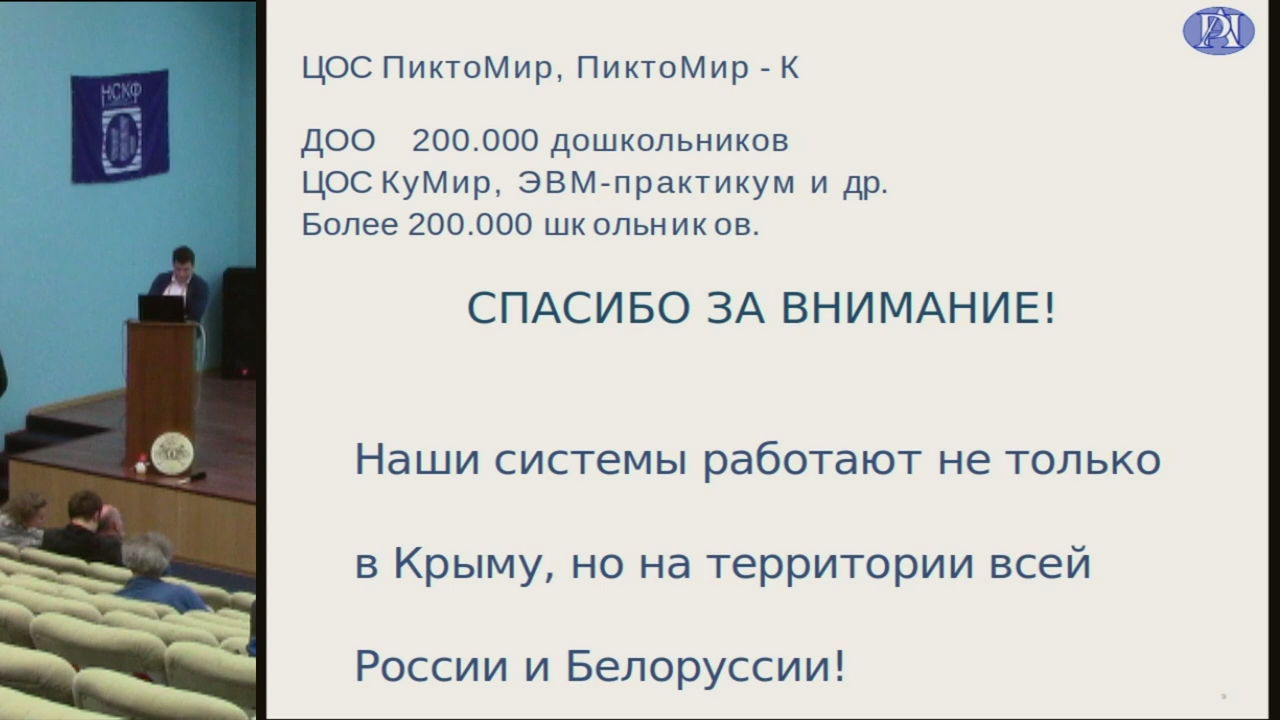 НСКФ
ЦОС ПиктоМир, ПиктоМир - К
ДОО 200.000 дошкольников
ЦОС КуМир, ЭВМ-практикум и др.
Более 200.000 школьников.
СПАСИБО ЗА ВНИМАНИЕ!
Наши системы работают не только
в Крыму, но на территории всей
России и Белоруссии!